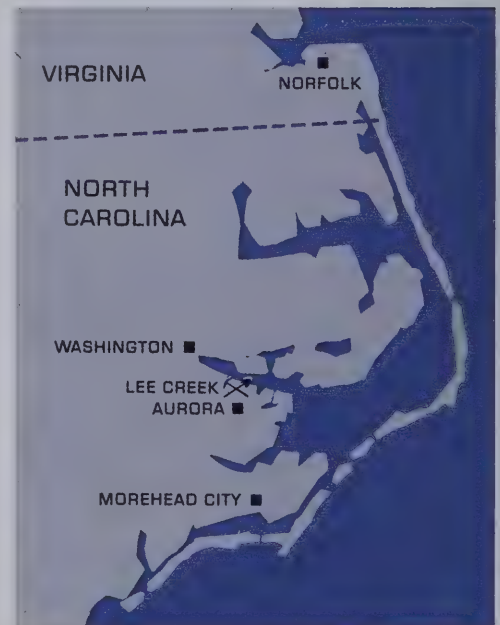 VIRGINIA
NORFOLK
NORTH
CAROLINA
WASHINGTON
LEE CREEK
AURORA
MOREHEAD CITY